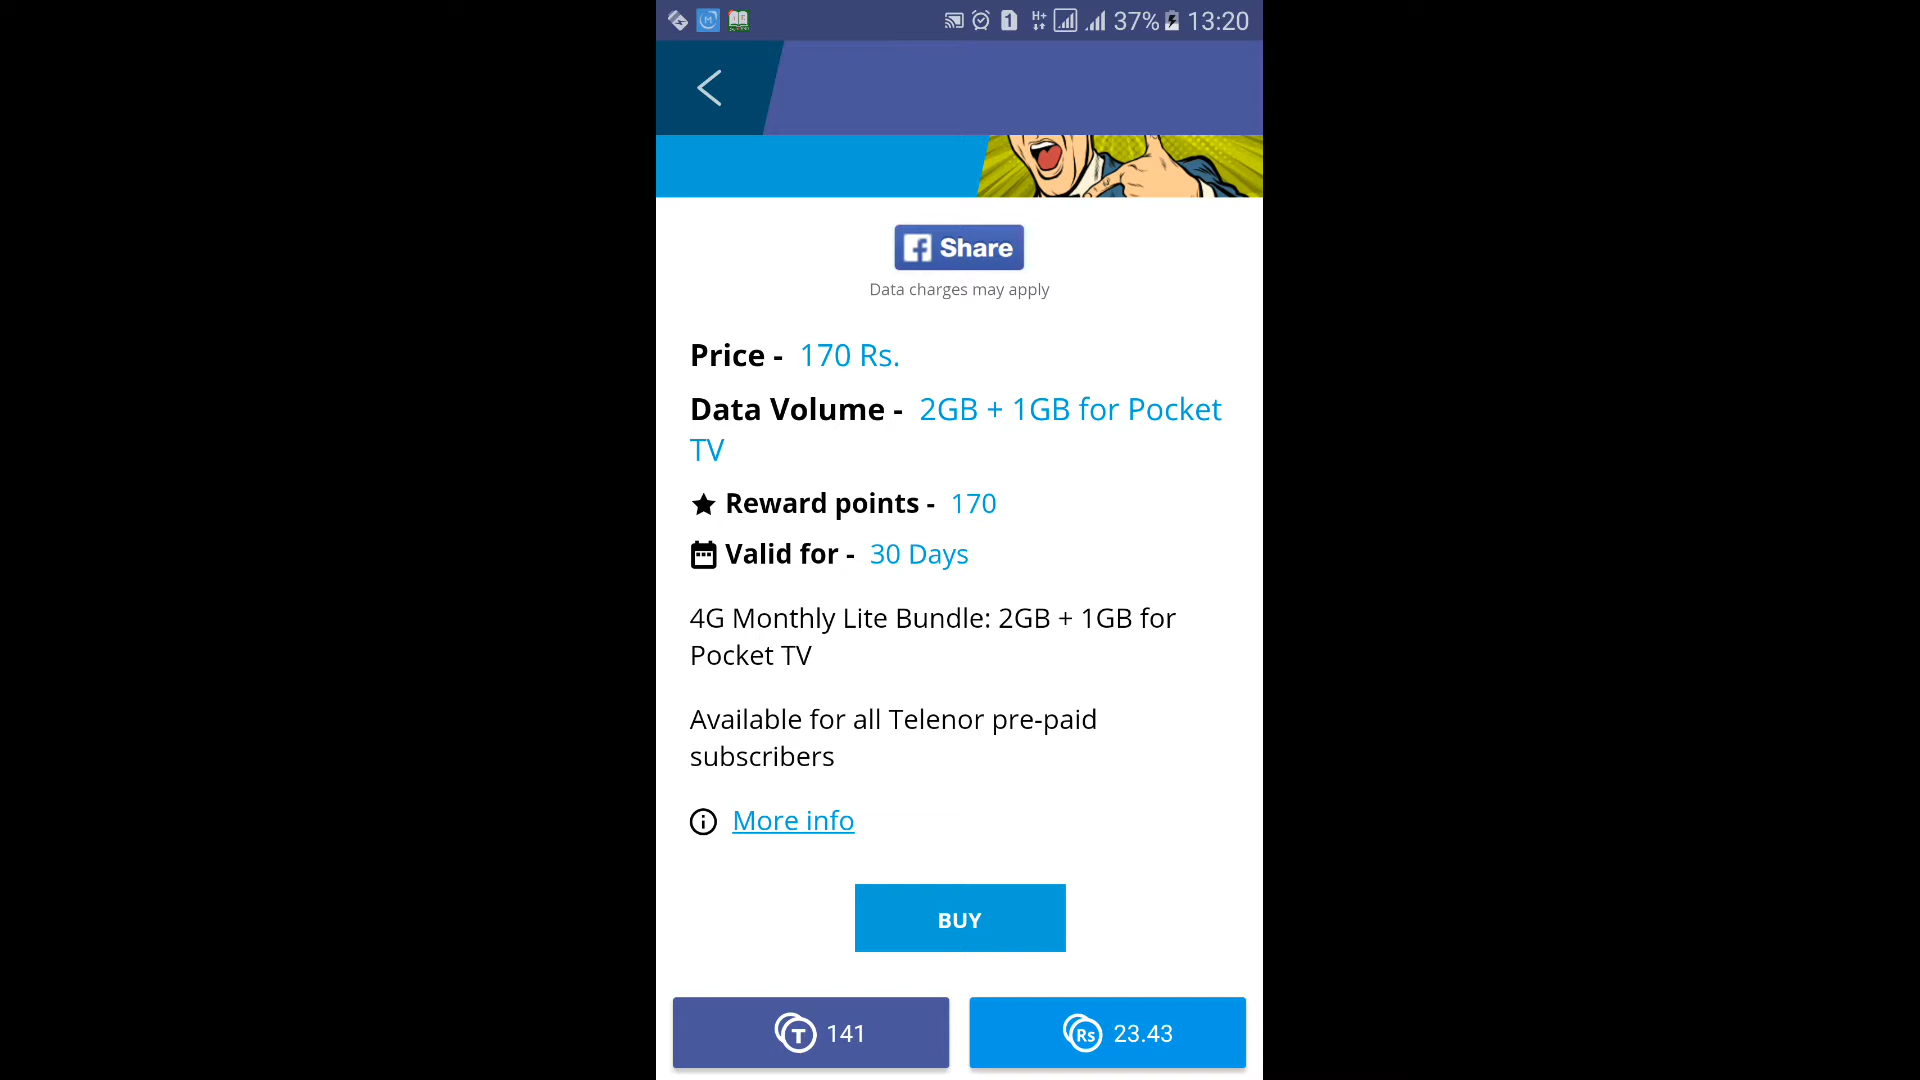 1 H+ 37% 13:20
f Share
Data charges may apply
Price - 170 Rs.
Data Volume - 2GB + 1GB for Pocket
TV
Reward points - 170
Valid for - 30 Days
4G Monthly Lite Bundle: 2GB + 1GB for
Pocket TV
Available for all Telenor pre-paid
subscribers
More info
BUY
T 141
Rs 23.43